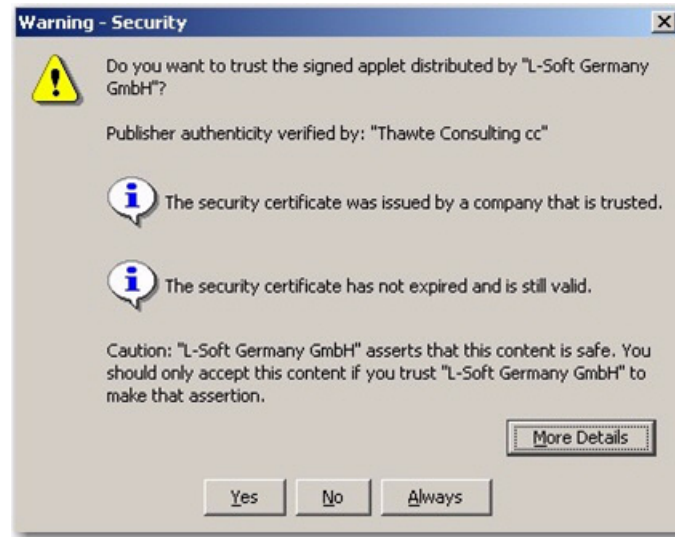 Warning - Security
Do you want to trust the signed applet distributed by "L-Soft Germany
GmbH"?
Publisher authenticity verified by: "Thawte Consulting cc"
The security certificate was issued by a company that is trusted.
The security certificate has not expired and is still valid.
Caution: "L-Soft Germany GmbH" asserts that this content is safe. You
should only accept this content if you trust "L-Soft Germany GmbH" to
make that assertion.
More Details
Yes No Always